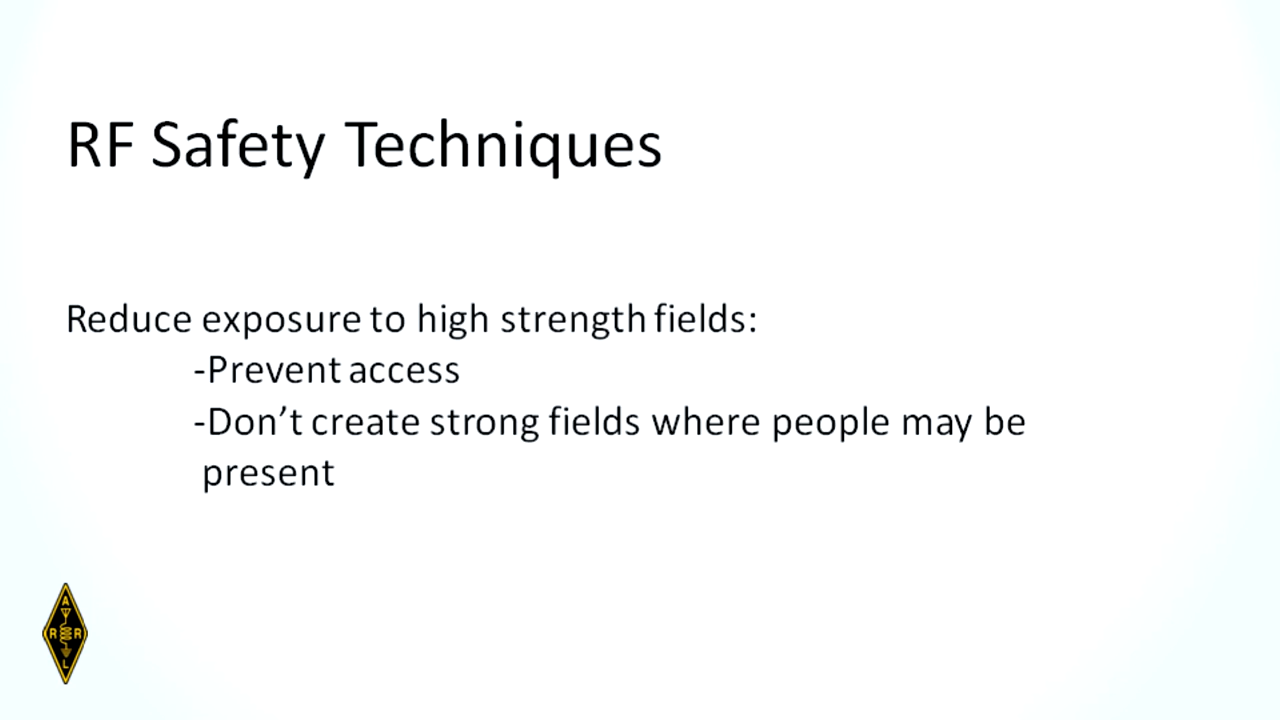 RF Safety Techniques
Reduce exposure to high strength fields:
-Prevent access
-Don’t create strong fields where people may be
present
A
R R
L